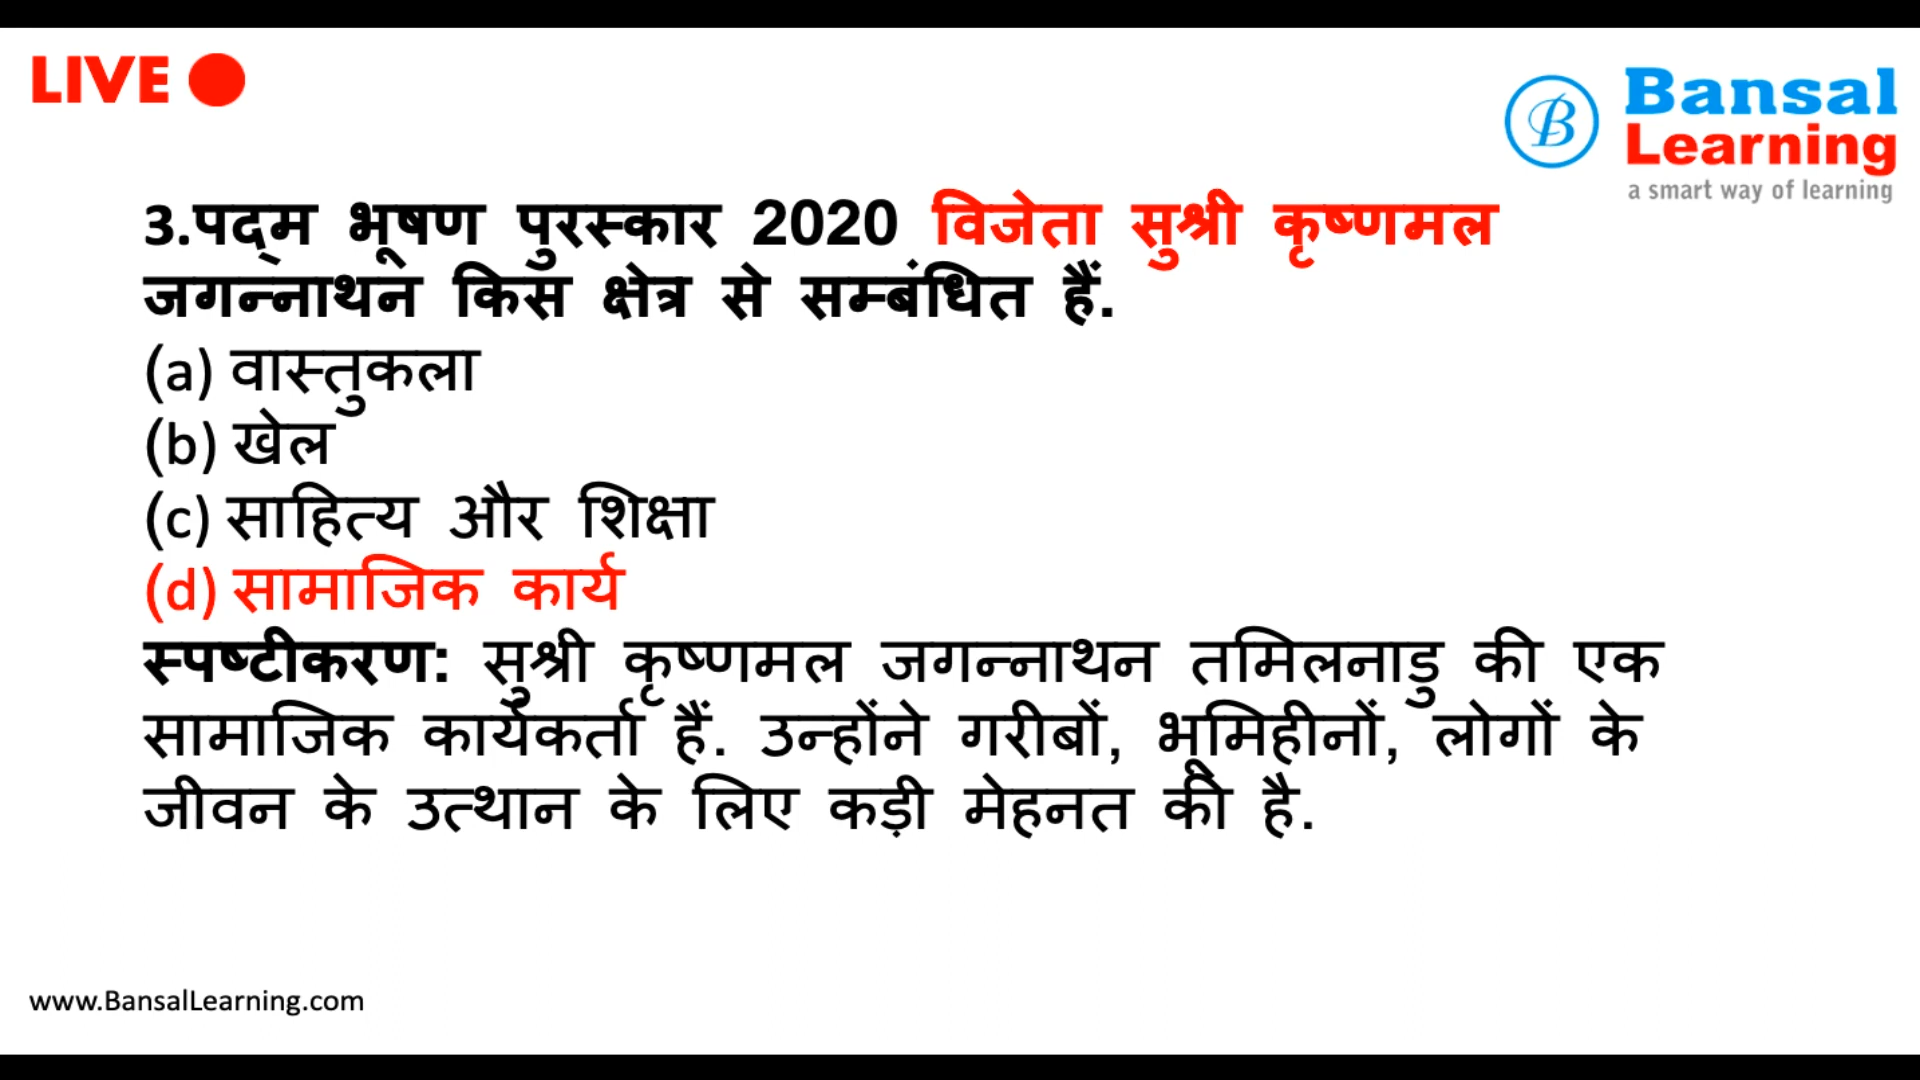 LIVE
B Bansal
Learning
a smart way of learning
3.पद्म भूषण पुरस्कार 2020 विजेता सुश्री कृष्णमल
जगन्नाथन किस क्षेत्र से सम्बंधित हैं.
(a) वास्तुकला
(b) खेल
(c) साहित्य और शिक्षा
(d) सामाजिक कार्य
स्पष्टीकरण: सुश्री कृष्णमल जगन्नाथन तमिलनाडु की एक
सामाजिक कार्यकर्ता हैं. उन्होंने गरीबों, भूमिहीनों, लोगों के
जीवन के उत्थान के लिए कड़ी मेहनत की है.
www.BansalLearning.com